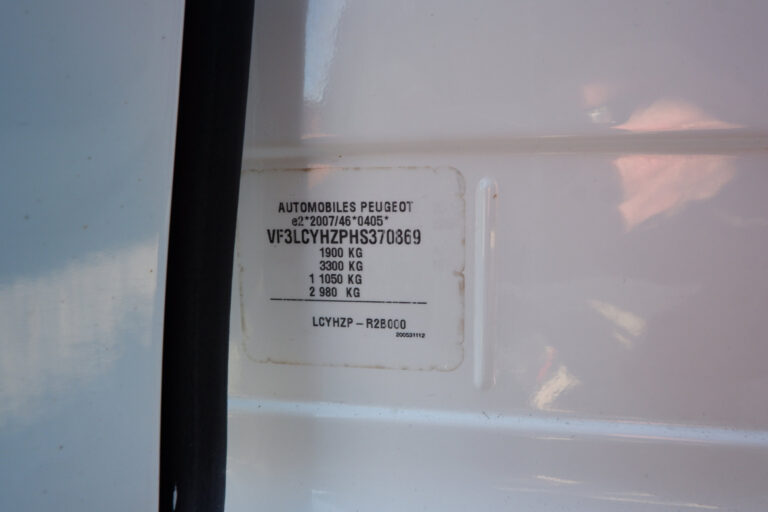 AUTOMOBILES PEUGEOT
e2*2007/46*0405*
VF3LCYHZPHS370869
1900 KG
3300 KG
1 1050 KG
2 980 KG
LCYHZP - R2B000
200531112